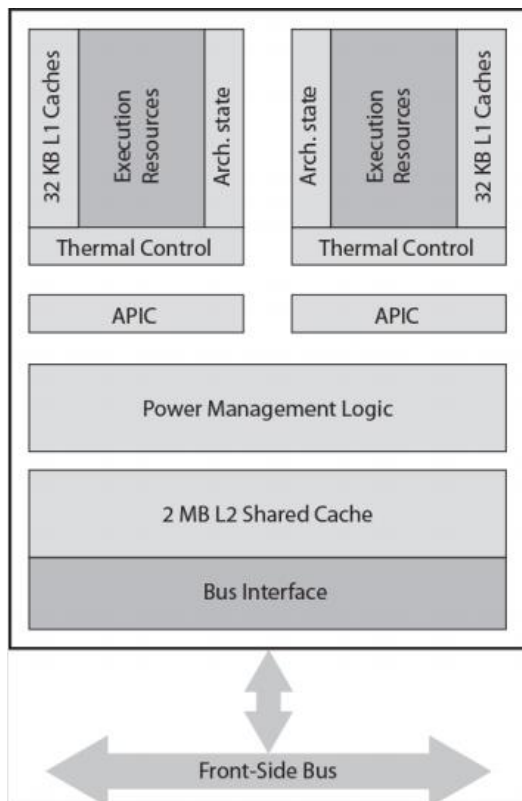 32 KB L1 Caches
Execution
Resources
Arch. state
Arch. state
Execution
Resources
32 KB L1 Caches
Thermal Control
Thermal Control
APIC
APIC
Power Management Logic
2 MB L2 Shared Cache
Bus Interface
Front-Side Bus